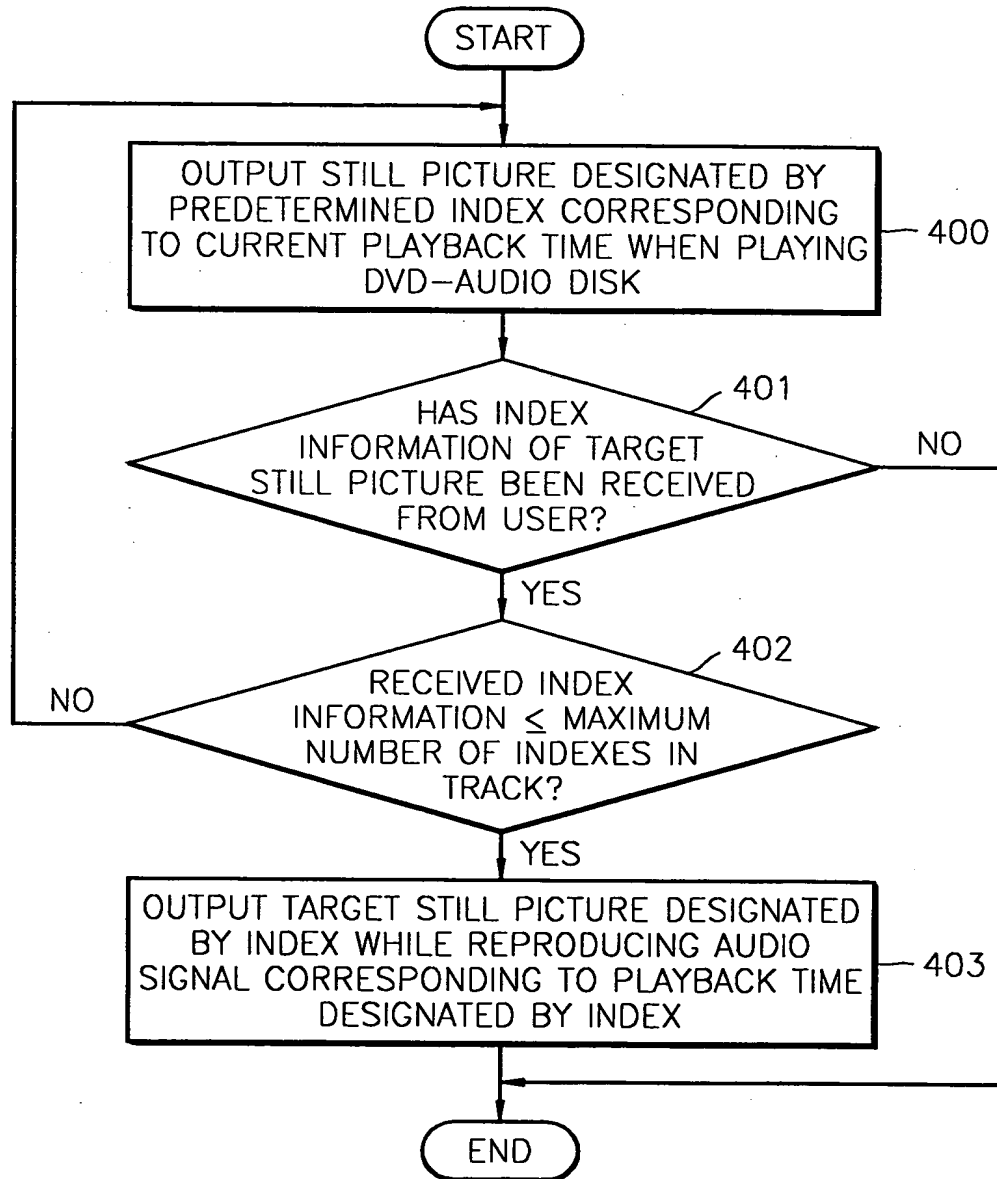 START
OUTPUT STILL PICTURE DESIGNATED BY
PREDETERMINED INDEX CORRESPONDING
TO CURRENT PLAYBACK TIME WHEN PLAYING
DVD-AUDIO DISK
400
401
HAS INDEX
INFORMATION OF TARGET
STILL PICTURE BEEN RECEIVED
FROM USER?
NO
YES
402
RECEIVED INDEX
INFORMATION ≤ MAXIMUM
NUMBER OF INDEXES IN
TRACK?
NO
YES
OUTPUT TARGET STILL PICTURE DESIGNATED
BY INDEX WHILE REPRODUCING AUDIO
SIGNAL CORRESPONDING TO PLAYBACK TIME
DESIGNATED BY INDEX
403
END